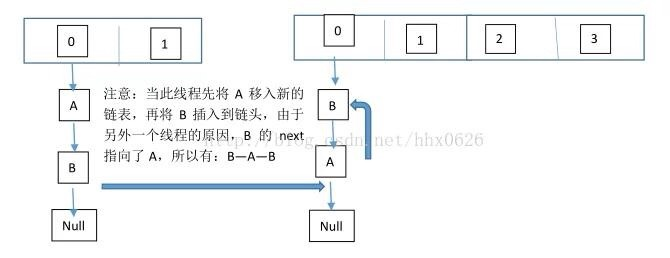 0 1
0 1 2 3
A
B
Null
注意：当此线程先将 A 移入新的
链表，再将 B 插入到链头，由于
另外一个线程的原因，B 的 next
指向了 A，所以有：B—A—B
http://blog.csdn.net/hhx0626
B
A
Null